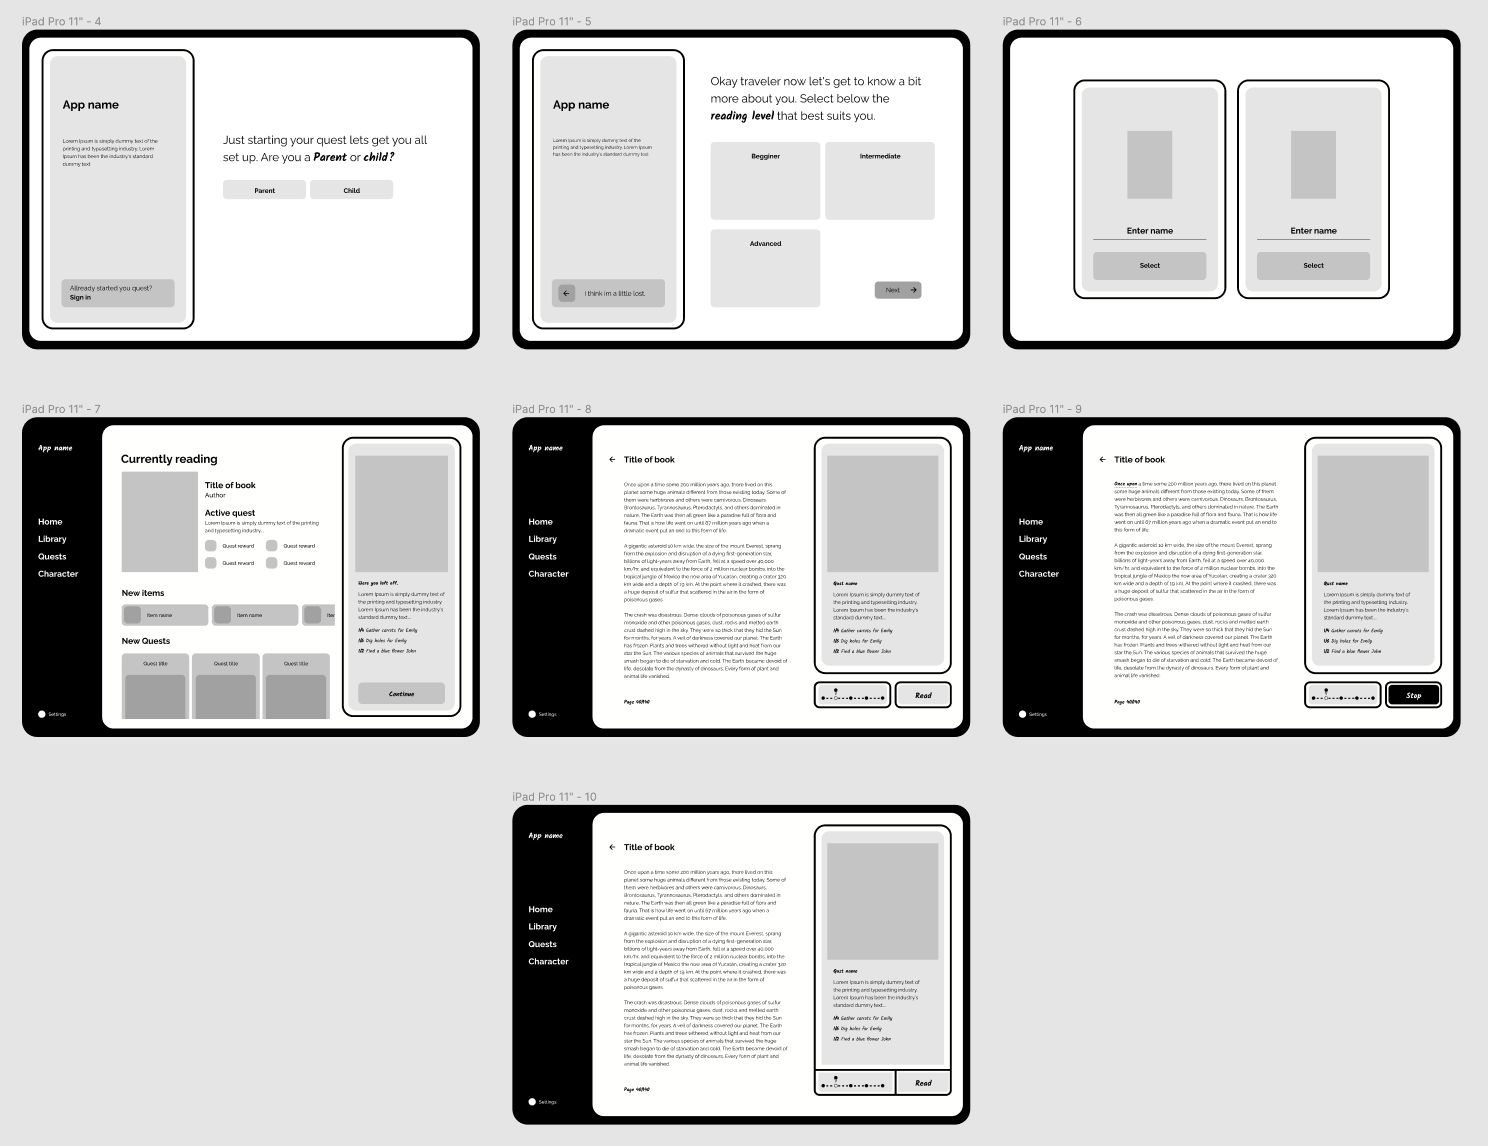 iPad Pro 11" - 4
App name
Lorem Ipsum is simply dummy text of the
printing and typesetting industry. Lorem
Ipsum has been the industry's standard
dummy text
Allready started you quest?
Sign in
Just starting your quest lets get you all
set up. Are you a Parent or child?
Parent
Child
iPad Pro 11" - 5
App name
Lorem Ipsum is simply dummy text of the
printing and typesetting industry. Lorem Ipsum
has been the industry's standard dummy text
I think im a little lost.
Okay traveler now let's get to know a bit
more about you. Select below the
reading level that best suits you.
Begginer
Intermediate
Advanced
Next
iPad Pro 11" - 6
Enter name
Select
Enter name
Select
iPad Pro 11" - 7
App name
Home
Library
Quests
Character
Settings
Currently reading
Title of book
Author
Active quest
Lorem Ipsum is simply dummy text of the printing
and typesetting industry...
Quest reward
Quest reward
Quest reward
Quest reward
New items
Item name
Item name
Iter
New Quests
Quest title
Quest title
Quest title
Were you left off.
Lorem Ipsum is simply dummy text of
the printing and typesetting industry
Lorem Ipsum has been the industry's
standard dummy text...
Gather carrots for Emily
Dig holes for Emily
Find a blue flower John
Continue
iPad Pro 11" - 8
App name
Home
Library
Quests
Character
Settings
Title of book
Once upon a time some 200 million years ago, there lived on this
planet some huge animals different from those existing today. Some of
them were herbivores and others were carnivorous. Dinosaurs,
Brontosaurus, Tyrannosaurus, Pterodactyls, and others dominated in
nature. The Earth was then all green like a paradise full of flora and
fauna. That is how life went on until 67 million years ago when a
dramatic event put an end to this form of life.
A gigantic asteroid 10 km wide, the size of the mount Everest, sprang
from the explosion and disruption of a dying first-generation star,
billions of light-years away from Earth, fell at a speed over 40,000
km/hr. and equivalent to the force of 2 million nuclear bombs, into the
tropical jungle of Mexico the now area of Yucatan, creating a crater 320
km wide and a depth of 19 km. At the point where it crashed, there was
a huge deposit of sulfur that scattered in the air in the form of
poisonous gases.
The crash was disastrous. Dense clouds of poisonous gases of sulfur
monoxide and other poisonous gases, dust, rocks and melted earth
crust dashed high in the sky. They were so thick that they hid the Sun
for months, for years. A veil of darkness covered our planet. The Earth
has frozen. Plants and trees withered without light and heat from our
star the Sun. The various species of animals that survived the huge
smash began to die of starvation and cold. The Earth became devoid of
life, desolate from the dynasty of dinosaurs. Every form of plant and
animal life vanished.
Page
Qust name
Lorem Ipsum is simply dummy text of
the printing and typesetting industry.
Lorem Ipsum has been the industry's
standard dummy text...
Gather carrots for Emily
Dig holes for Emily
Find a blue flower John
Read
iPad Pro 11" - 9
App name
Home
Library
Quests
Character
Settings
Title of book
Once upon a time some 200 million years ago, there lived on this planet
some huge animals different from those existing today. Some of them
were herbivores and others were carnivorous. Dinosaurs, Brontosaurus,
Tyrannosaurus, Pterodactyls, and others dominated in nature. The Earth
was then all green like a paradise full of flora and fauna. That is how life
went on until 67 million years ago when a dramatic event put an end to
this form of life.
A gigantic asteroid 10 km wide, the size of the mount Everest, sprang
from the explosion and disruption of a dying first-generation star,
billions of light-years away from Earth, fell at a speed over 40,000
km/hr. and equivalent to the force of 2 million nuclear bombs, into the
tropical jungle of Mexico the now area of Yucatan, creating a crater 320
km wide and a depth of 19 km. At the point where it crashed, there was
a huge deposit of sulfur that scattered in the air in the form of
poisonous gases.
The crash was disastrous. Dense clouds of poisonous gases of sulfur
monoxide and other poisonous gases, dust, rocks and melted earth
crust dashed high in the sky. They were so thick that they hid the Sun
for months, for years. A veil of darkness covered our planet. The Earth
has frozen. Plants and trees withered without light and heat from our
star the Sun. The various species of animals that survived the huge
smash began to die of starvation and cold. The Earth became devoid of
life, desolate from the dynasty of dinosaurs. Every form of plant and
animal life vanished.
Page
Qust name
Lorem Ipsum is simply dummy text of
the printing and typesetting industry.
Lorem Ipsum has been the industry's
standard dummy text...
Gather carrots for Emily
Dig holes for Emily
Find a blue flower John
Stop
iPad Pro 11" - 10
App name
Home
Library
Quests
Character
Settings
Title of book
Once upon a time some 200 million years ago, there lived on this
planet some huge animals different from those existing today. Some of
them were herbivores and others were carnivorous. Dinosaurs,
Brontosaurus, Tyrannosaurus, Pterodactyls, and others dominated in
nature. The Earth was then all green like a paradise full of flora and
fauna. That is how life went on until 67 million years ago when a
dramatic event put an end to this form of life.
A gigantic asteroid 10 km wide, the size of the mount Everest, sprang
from the explosion and disruption of a dying first-generation star,
billions of light-years away from Earth, fell at a speed over 40,000
km/hr. and equivalent to the force of 2 million nuclear bombs, into the
tropical jungle of Mexico the now area of Yucatan, creating a crater 320
km wide and a depth of 19 km. At the point where it crashed, there was
a huge deposit of sulfur that scattered in the air in the form of
poisonous gases.
The crash was disastrous. Dense clouds of poisonous gases of sulfur
monoxide and other poisonous gases, dust, rocks and melted earth
crust dashed high in the sky. They were so thick that they hid the Sun
for months, for years. A veil of darkness covered our planet. The Earth
has frozen. Plants and trees withered without light and heat from our
star the Sun. The various species of animals that survived the huge
smash began to die of starvation and cold. The Earth became devoid of
life, desolate from the dynasty of dinosaurs. Every form of plant and
animal life vanished.
Page
Qust name
Lorem Ipsum is simply dummy text of
the printing and typesetting industry.
Lorem Ipsum has been the industry's
standard dummy text...
Gather carrots for Emily
Dig holes for Emily
Find a blue flower John
Read